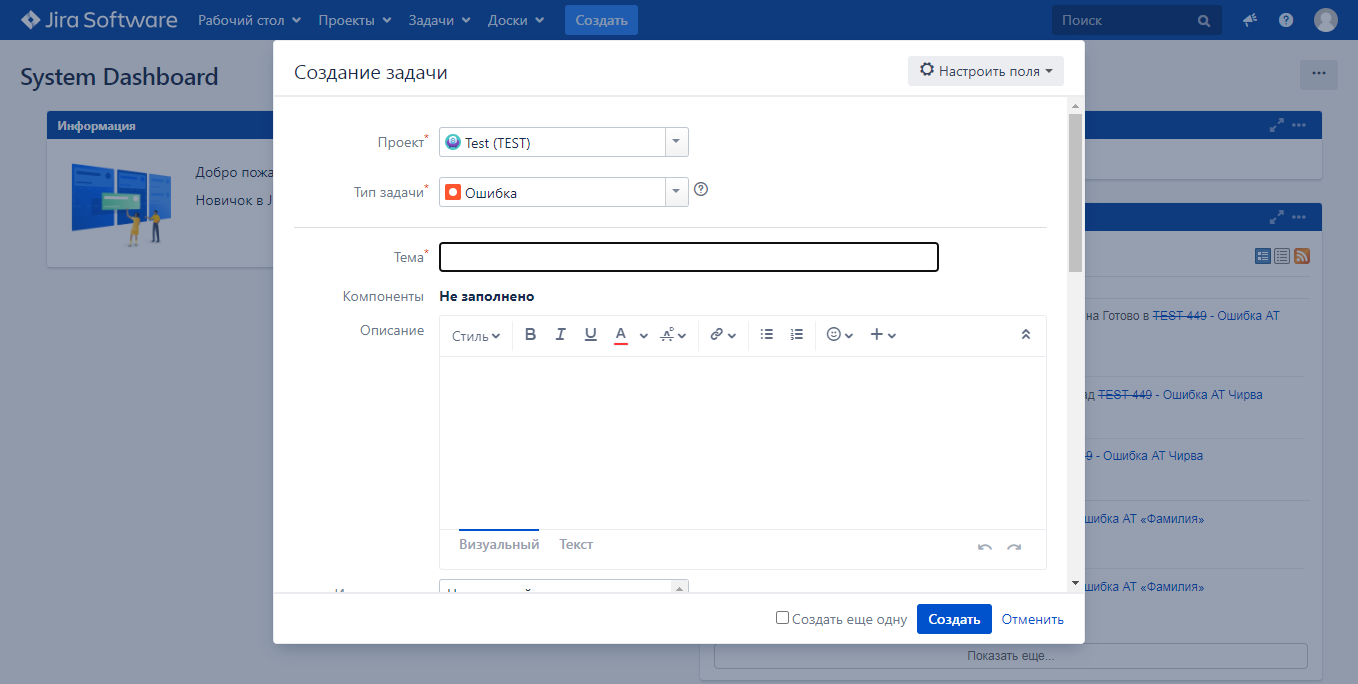 Jira Software Рабочий стол Проекты Задачи Доски Создать Поиск
System Dashboard
Создание задачи
Настроить поля
Информация
Добро пожа
Новичок в J
Проект* Test (TEST)
Тип задачи* Ошибка
Тема*
Компоненты Не заполнено
Описание
Стиль B I U A
Визуальный Текст
на Готово в TEST-449 - Ошибка АТ
ад TEST-449 - Ошибка АТ Чирва
9 - Ошибка АТ Чирва
шибка АТ «Фамилия»
шибка АТ «Фамилия»
Создать еще одну Создать Отменить
Показать еще...